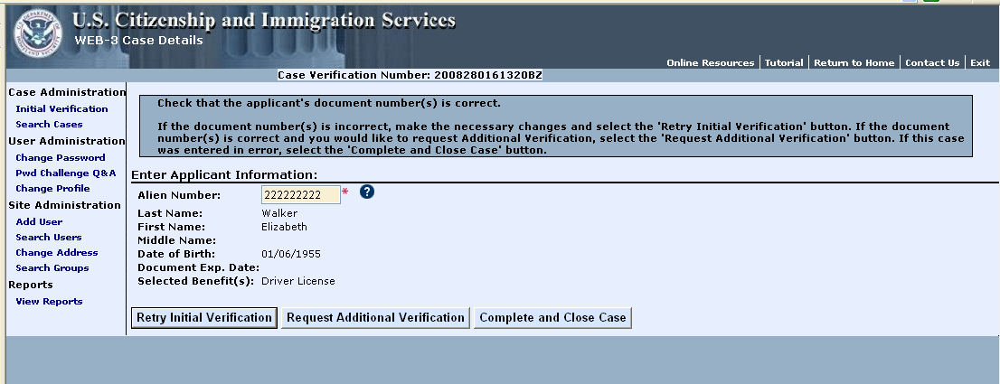 U.S. Citizenship and Immigration Services
WEB-3 Case Details
Online Resources | Tutorial | Return to Home | Contact Us | Exit
Case Verification Number: 2008280161320BZ
Case Administration
Initial Verification
Search Cases
User Administration
Change Password
Pwd Challenge Q&A
Change Profile
Site Administration
Add User
Search Users
Change Address
Search Groups
Reports
View Reports
Check that the applicant's document number(s) is correct.
If the document number(s) is incorrect, make the necessary changes and select the 'Retry Initial Verification' button. If the document
number(s) is correct and you would like to request Additional Verification, select the 'Request Additional Verification' button. If this case
was entered in error, select the 'Complete and Close Case' button.
Enter Applicant Information:
Alien Number: 222222222 * ?
Last Name: Walker
First Name: Elizabeth
Middle Name:
Date of Birth: 01/06/1955
Document Exp. Date:
Selected Benefit(s): Driver License
Retry Initial Verification Request Additional Verification Complete and Close Case